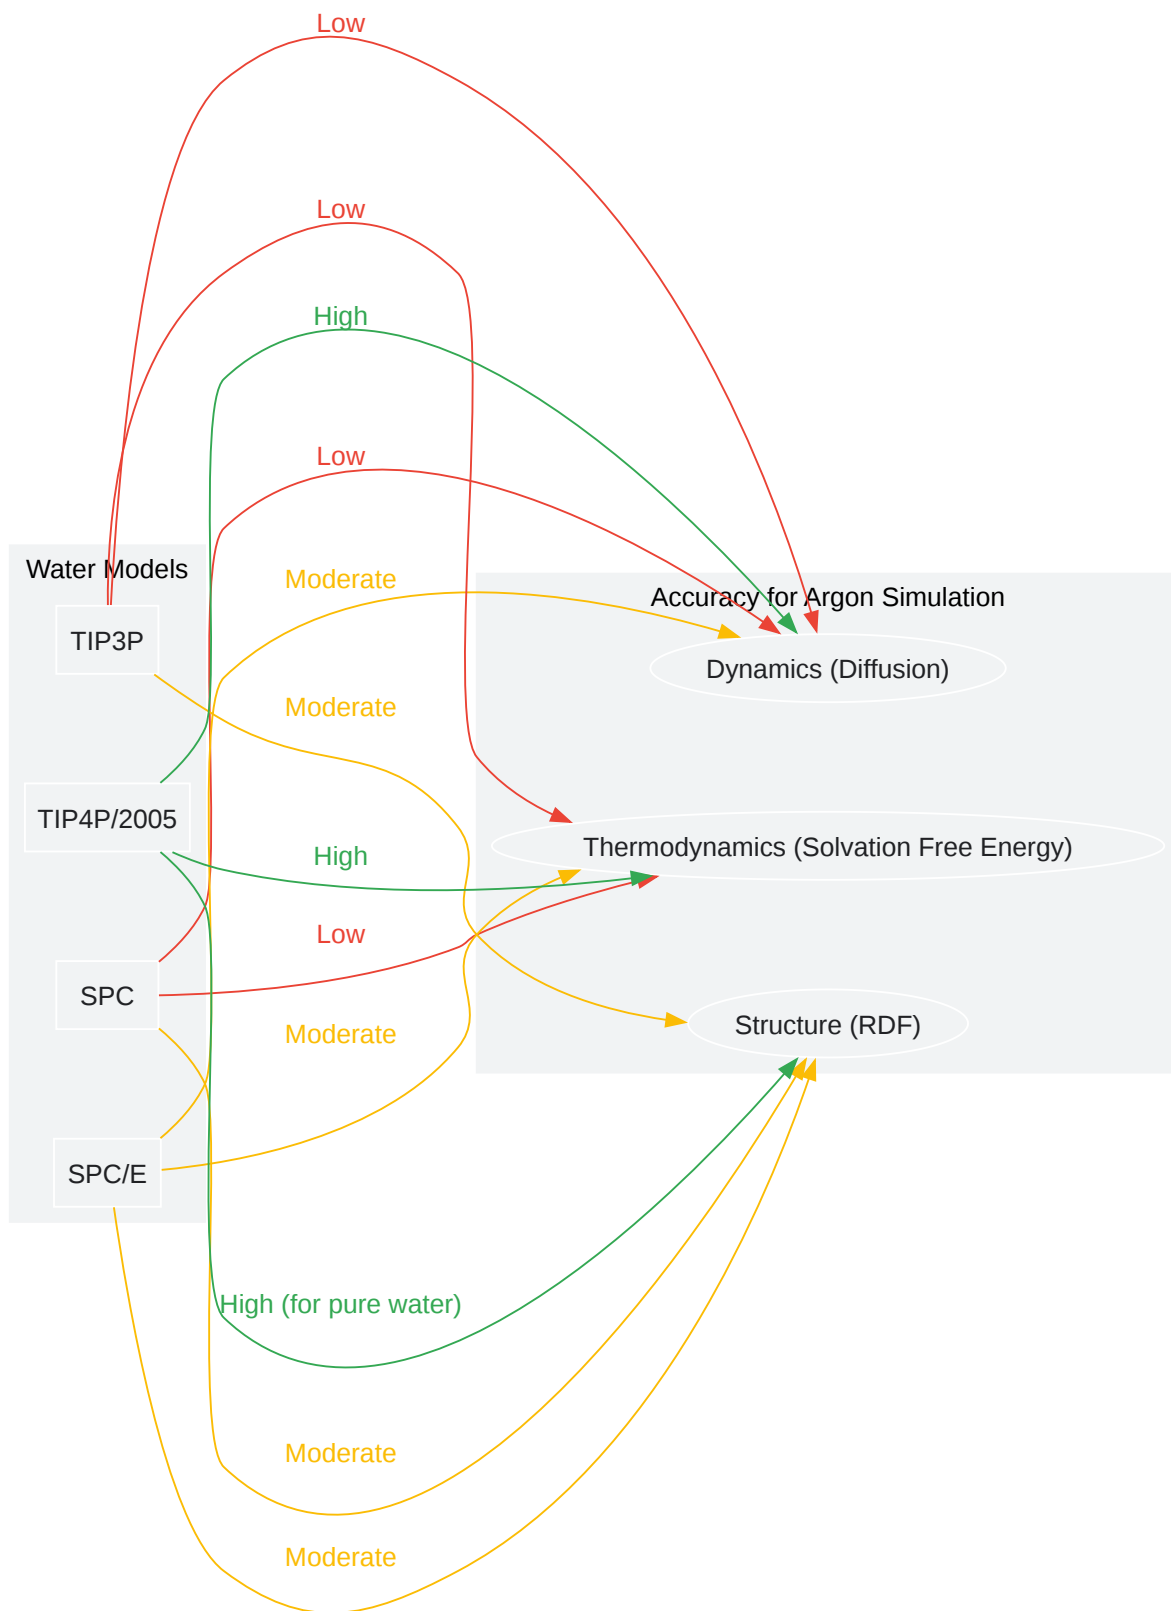 Low
Low
High
Low
Water Models
Moderate
Accuracy for Argon Simulation
TIP3P
Dynamics (Diffusion)
Moderate
TIP4P/2005
High
Thermodynamics (Solvation Free Energy)
Low
SPC
Structure (RDF)
Moderate
SPC/E
High (for pure water)
Moderate
Moderate